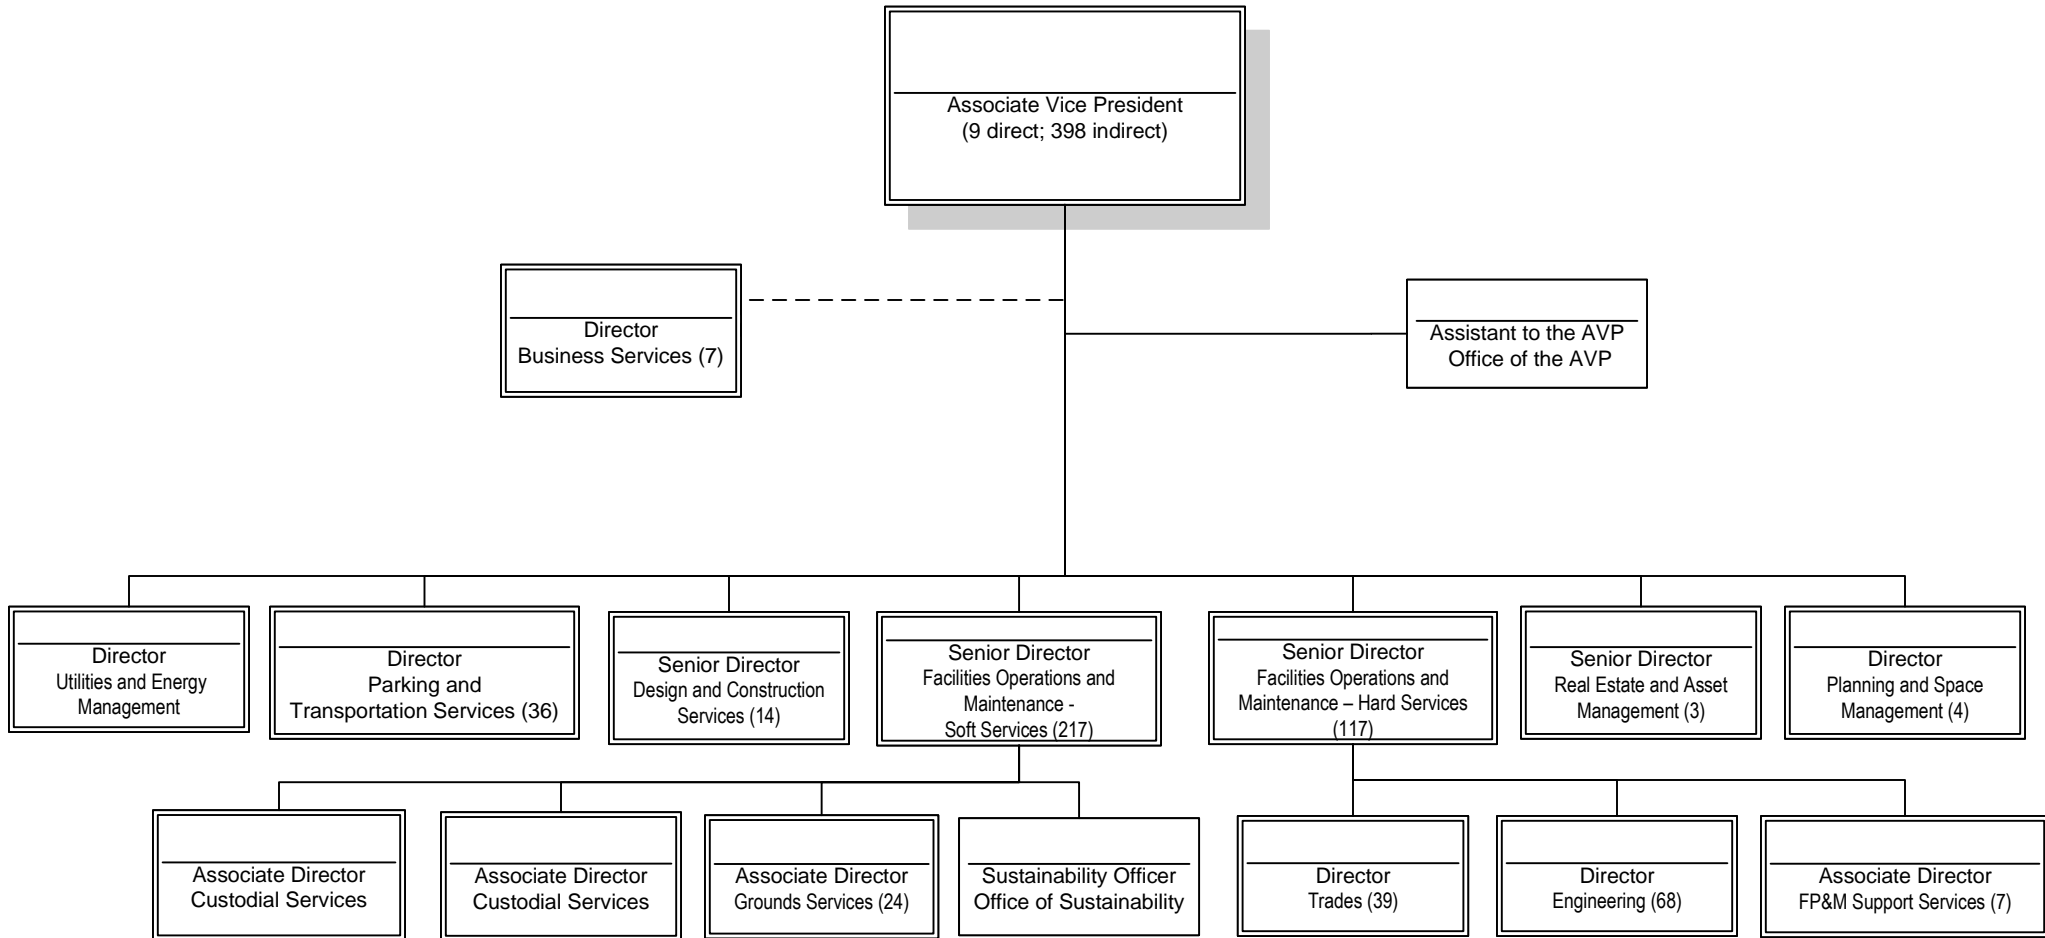 Associate Vice President
(9 direct; 398 indirect)
Director
Business Services (7)
Assistant to the AVP
Office of the AVP
Director
Utilities and Energy
Management
Director
Parking and
Transportation Services (36)
Senior Director
Design and Construction
Services (14)
Senior Director
Facilities Operations and
Maintenance -
Soft Services (217)
Senior Director
Facilities Operations and
Maintenance – Hard Services
(117)
Senior Director
Real Estate and Asset
Management (3)
Director
Planning and Space
Management (4)
Associate Director
Custodial Services
Associate Director
Custodial Services
Associate Director
Grounds Services (24)
Sustainability Officer
Office of Sustainability
Director
Trades (39)
Director
Engineering (68)
Associate Director
FP&M Support Services (7)